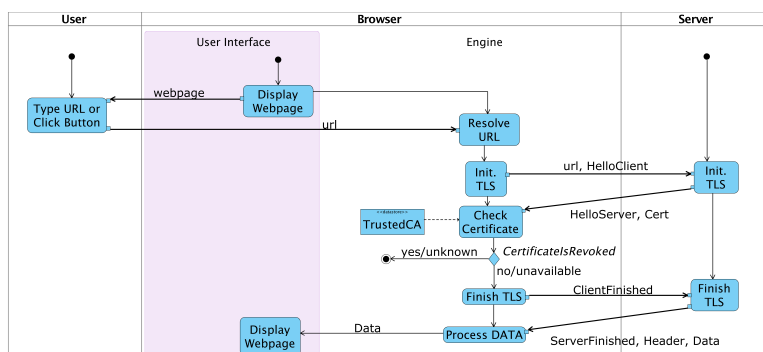 User
Browser
Server
User Interface
Engine
webpage
Display
Webpage
Type URL or
Click Button
url
Resolve
URL
Init.
TLS
url, HelloClient
Init.
TLS
HelloServer, Cert
<<datastore>>
TrustedCA
Check
Certificate
yes/unknown
CertificateIsRevoked
no/unavailable
Finish TLS
ClientFinished
Finish
TLS
Display
Webpage
Data
Process DATA
ServerFinished, Header, Data